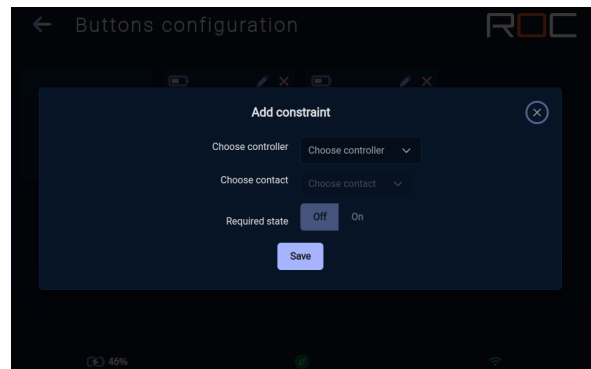 Buttons configuration
ROC
Add constraint
Choose controller
Choose controller
Choose contact
Choose contact
Required state
Off
On
Save
46%